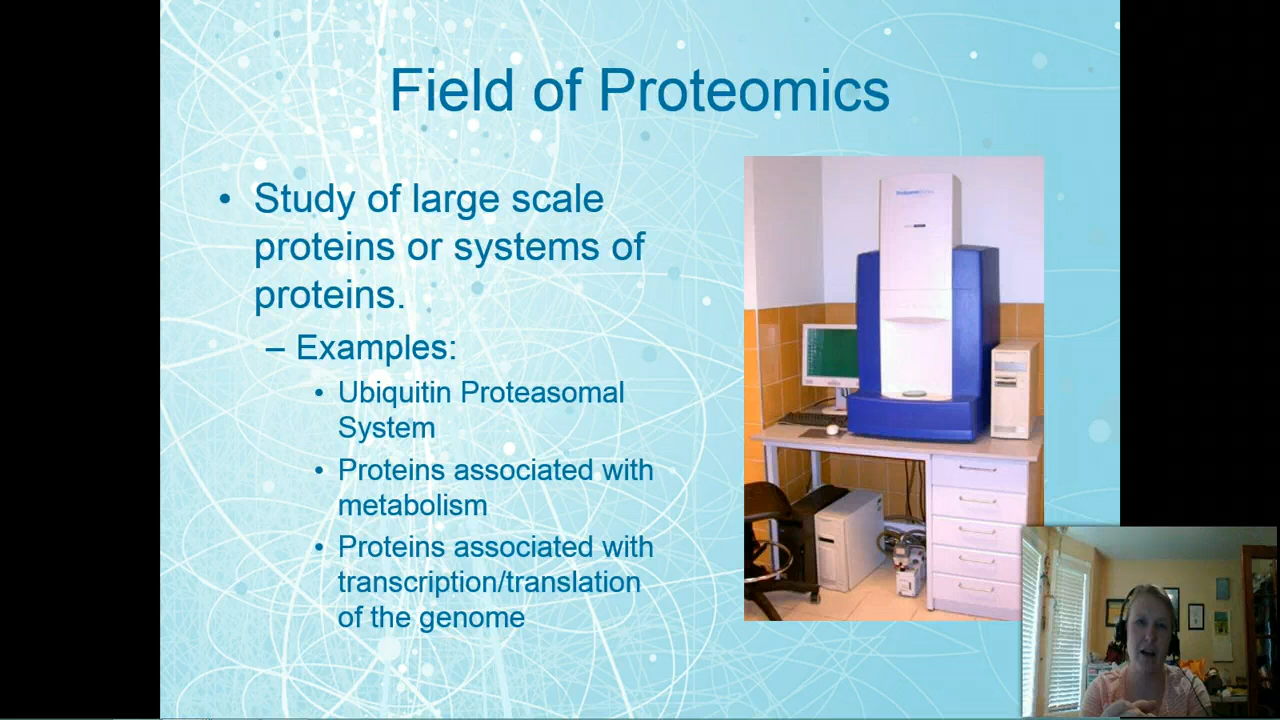 Field of Proteomics
• Study of large scale
proteins or systems of
proteins.
– Examples:
• Ubiquitin Proteasomal
System
• Proteins associated with
metabolism
• Proteins associated with
transcription/translation
of the genome